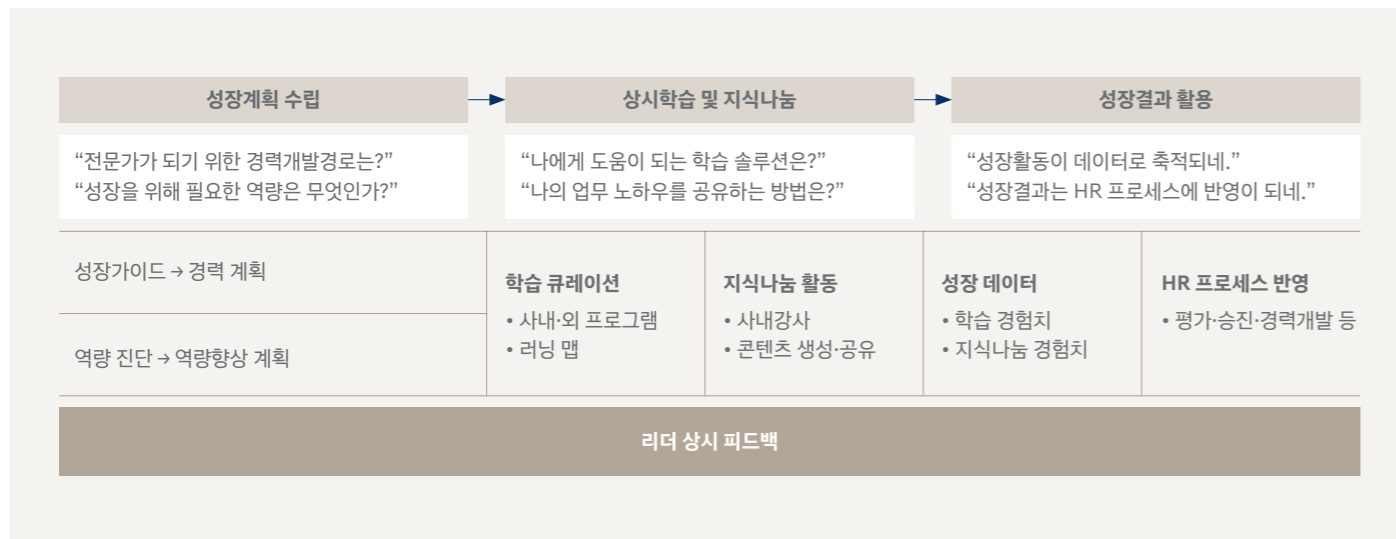 성장계획 수립
상시학습 및 지식나눔
성장결과 활용
“전문가가 되기 위한 경력개발경로는?”
“성장을 위해 필요한 역량은 무엇인가?”
“나에게 도움이 되는 학습 솔루션은?”
“나의 업무 노하우를 공유하는 방법은?”
“성장활동이 데이터로 축적되네.”
“성장결과는 HR 프로세스에 반영이 되네.”
성장가이드 → 경력 계획
역량 진단 → 역량향상 계획
학습 큐레이션
• 사내·외 프로그램
• 러닝 맵
지식나눔 활동
• 사내강사
• 콘텐츠 생성·공유
성장 데이터
• 학습 경험치
• 지식나눔 경험치
HR 프로세스 반영
• 평가·승진·경력개발 등
리더 상시 피드백